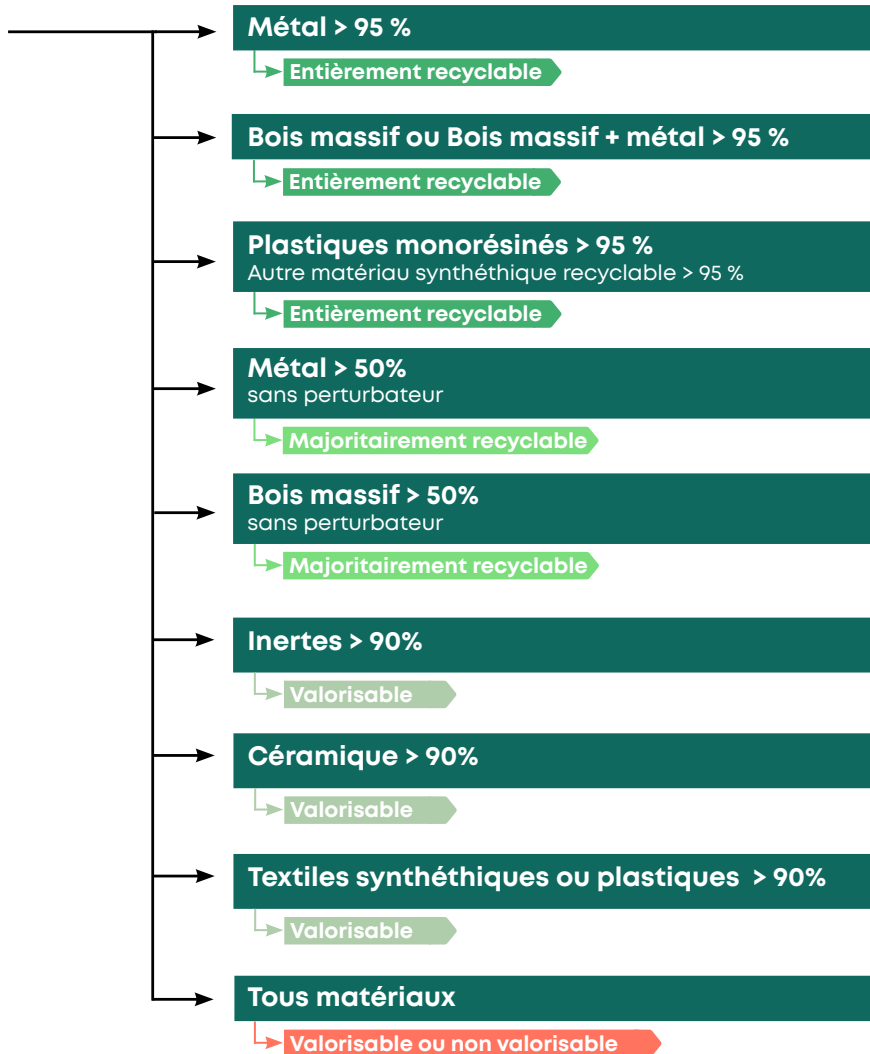 Métal > 95 %
Entièrement recyclable
Bois massif ou Bois massif + métal > 95 %
Entièrement recyclable
Plastiques monorésinés > 95 %
Autre matériau synthéthique recyclable > 95 %
Entièrement recyclable
Métal > 50%
sans perturbateur
Majoritairement recyclable
Bois massif > 50%
sans perturbateur
Majoritairement recyclable
Inertes > 90%
Valorisable
Céramique > 90%
Valorisable
Textiles synthéthiques ou plastiques > 90%
Valorisable
Tous matériaux
Valorisable ou non valorisable